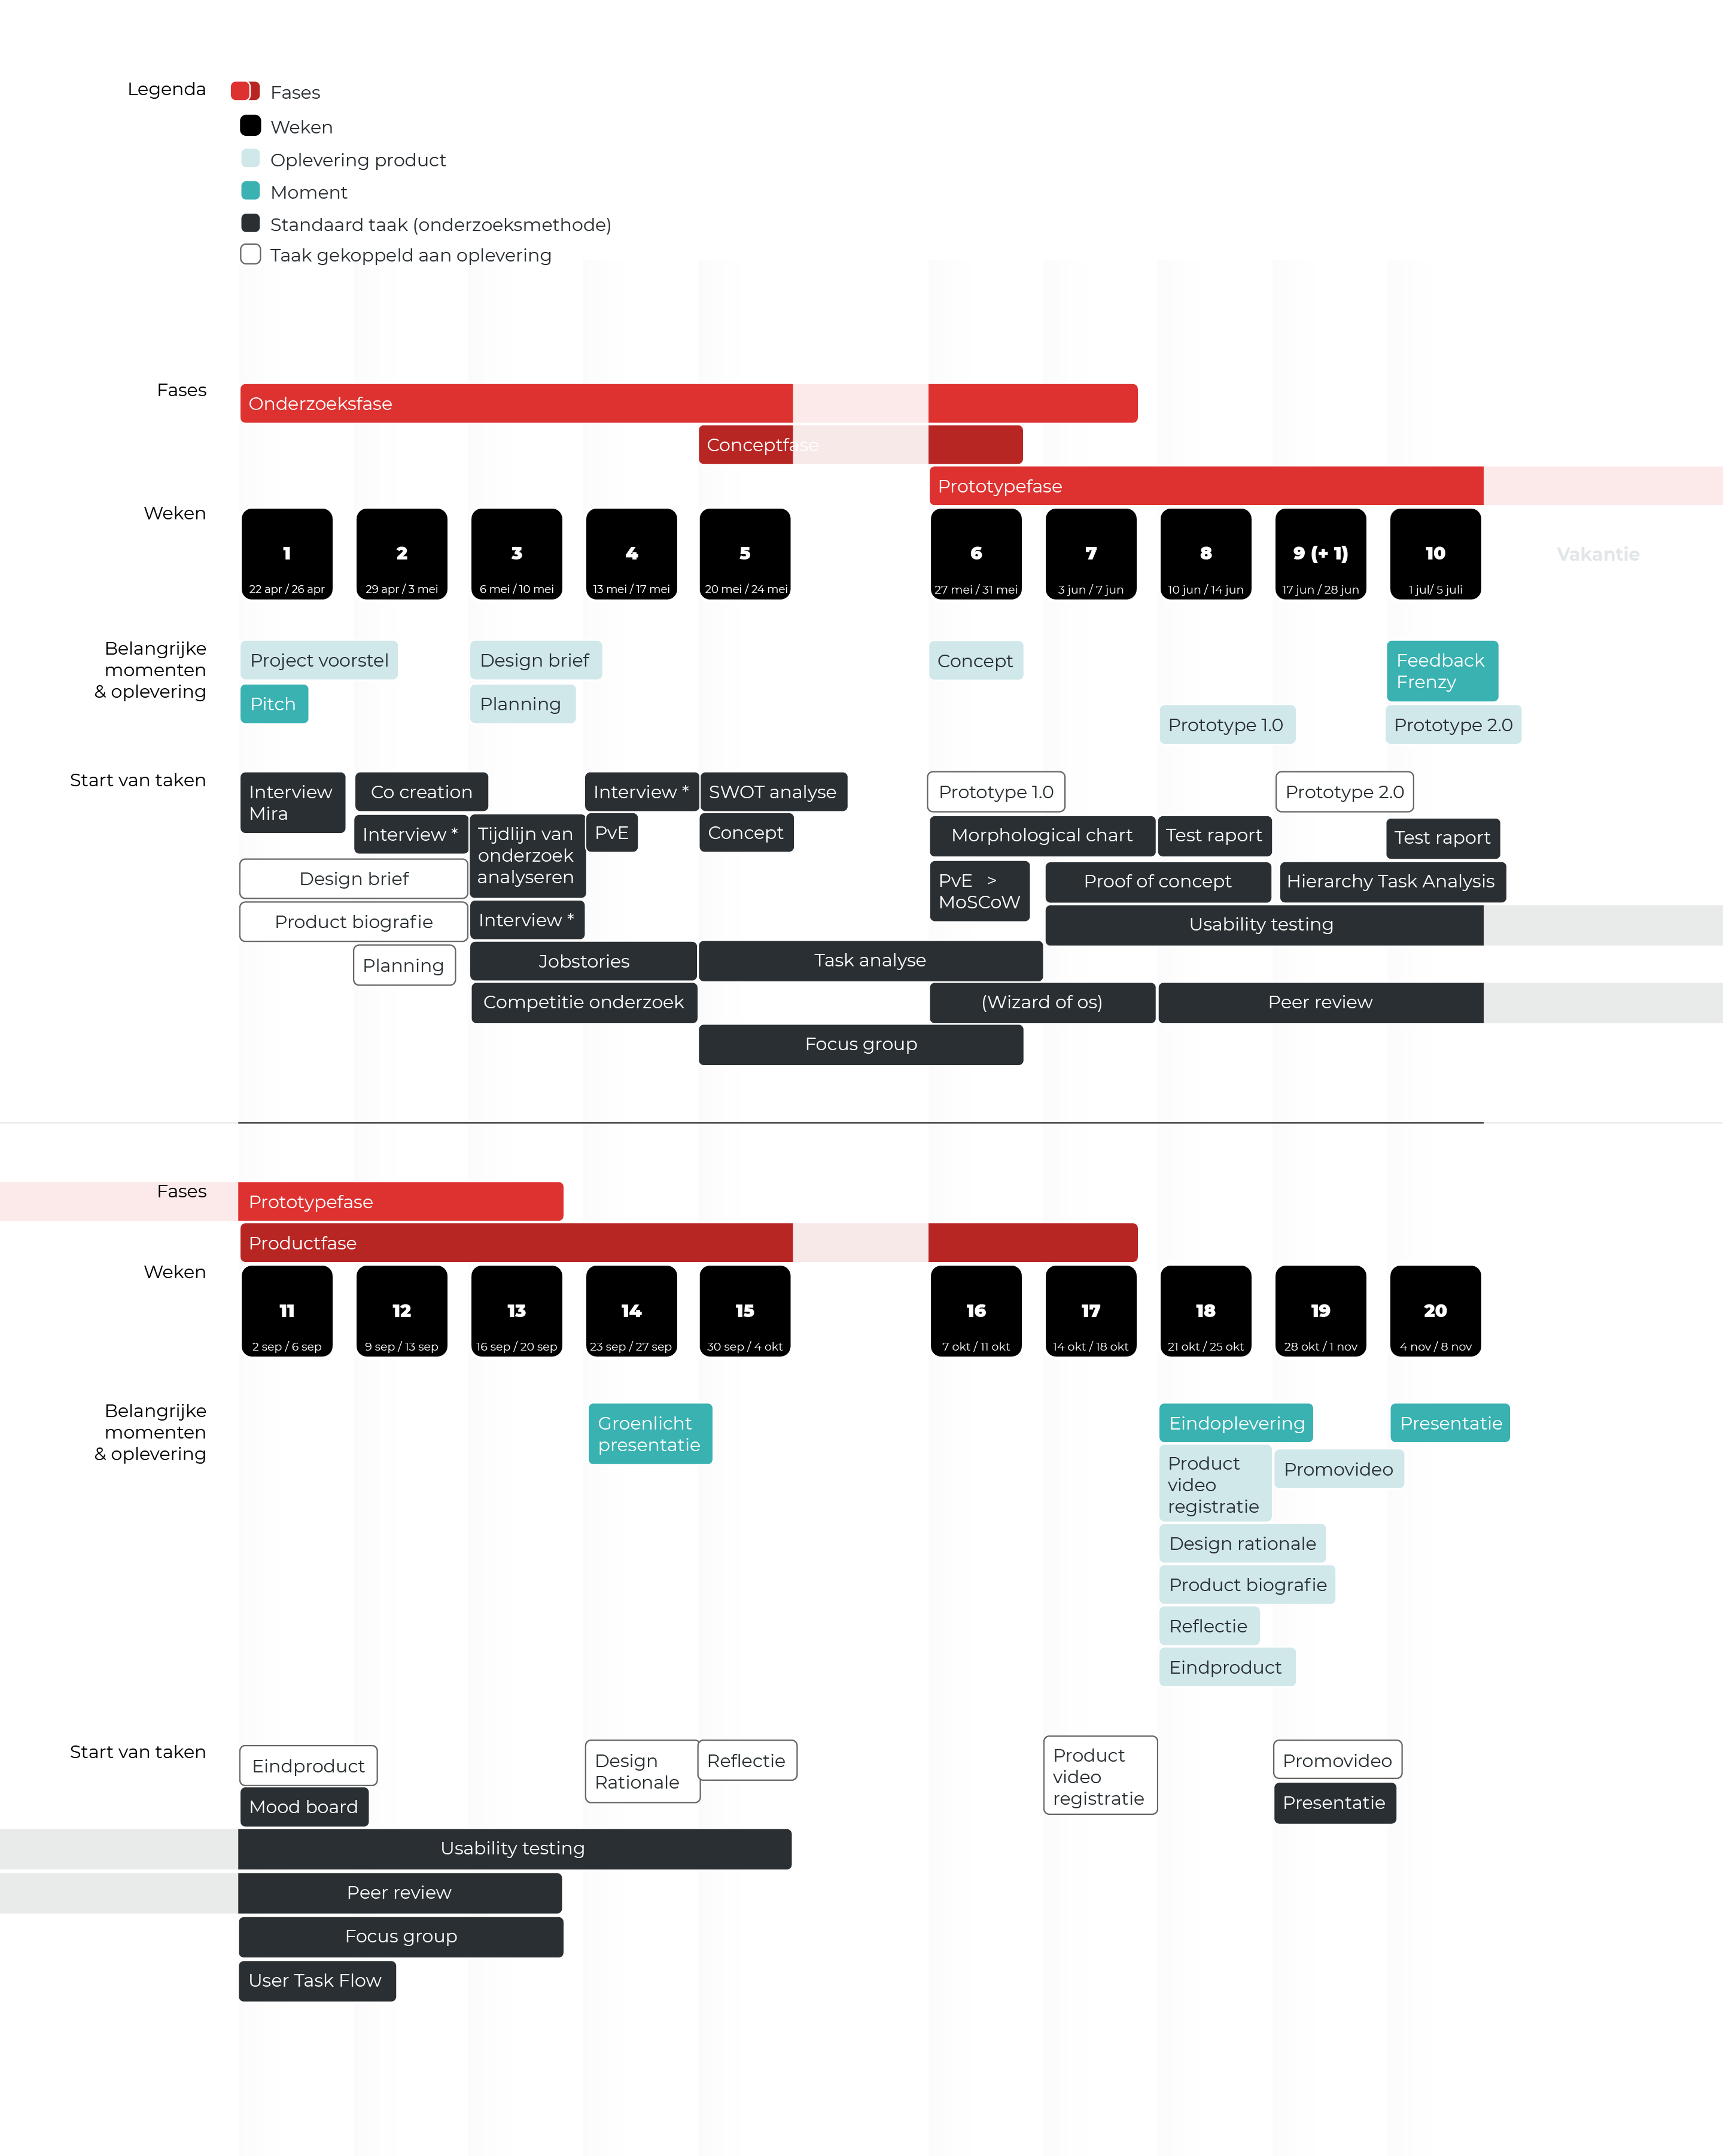 Legenda
Fases
Weken
Oplevering product
Moment
Standaard taak (onderzoeksmethode)
Taak gekoppeld aan oplevering
Fases
Onderzoeksfase
Conceptfase
Prototypefase
Weken
1
22 apr / 26 apr
2
29 apr / 3 mei
3
6 mei / 10 mei
4
13 mei / 17 mei
5
20 mei / 24 mei
6
27 mei / 31 mei
7
3 jun / 7 jun
8
10 jun / 14 jun
9 (+ 1)
17 jun / 28 jun
10
1 jul/ 5 juli
Vakantie
Belangrijke
momenten
& oplevering
Project voorstel
Pitch
Design brief
Planning
Concept
Prototype 1.0
Feedback
Frenzy
Prototype 2.0
Start van taken
Interview
Mira
Co creation
Interview *
Design brief
Product biografie
Planning
Tijdlijn van
onderzoek
analyseren
Interview *
Jobstories
Competitie onderzoek
Interview *
PvE
SWOT analyse
Concept
Task analyse
Focus group
Prototype 1.0
Morphological chart
PvE >
MoSCoW
(Wizard of os)
Test raport
Proof of concept
Usability testing
Peer review
Prototype 2.0
Test raport
Hierarchy Task Analysis
Fases
Prototypefase
Productfase
Weken
11
2 sep / 6 sep
12
9 sep / 13 sep
13
16 sep / 20 sep
14
23 sep / 27 sep
15
30 sep / 4 okt
16
7 okt / 11 okt
17
14 okt / 18 okt
18
21 okt / 25 okt
19
28 okt / 1 nov
20
4 nov / 8 nov
Belangrijke
momenten
& oplevering
Groenlicht
presentatie
Eindoplevering
Product
video
registratie
Design rationale
Product biografie
Reflectie
Eindproduct
Promovideo
Presentatie
Start van taken
Eindproduct
Mood board
Usability testing
Peer review
Focus group
User Task Flow
Design
Rationale
Reflectie
Product
video
registratie
Promovideo
Presentatie